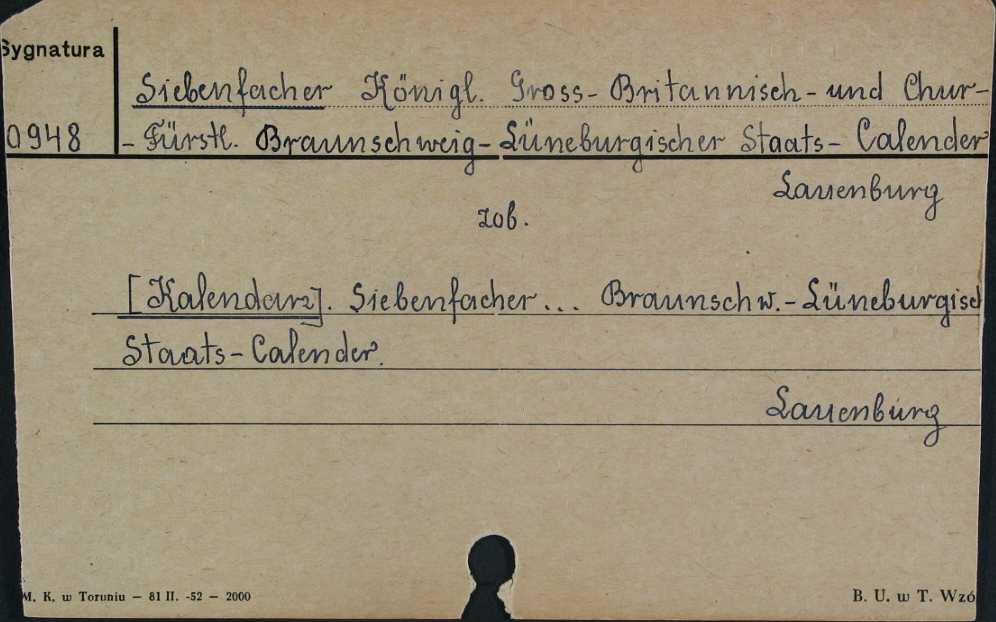 Sygnatura
Siebenfacher Königl. Gross-Britannisch-und Chur-
0948
-Fürstl. Braunschweig-Lüneburgischer Staats-Calender
Lauenburg
zob.
[Kalendarz]. Siebenfacher... Braunschw.-Lüneburgisch
Staats-Calender.
Lauenburg
M. K. w Toruniu — 81 II. -52 — 2000
B. U. w T. Wzó